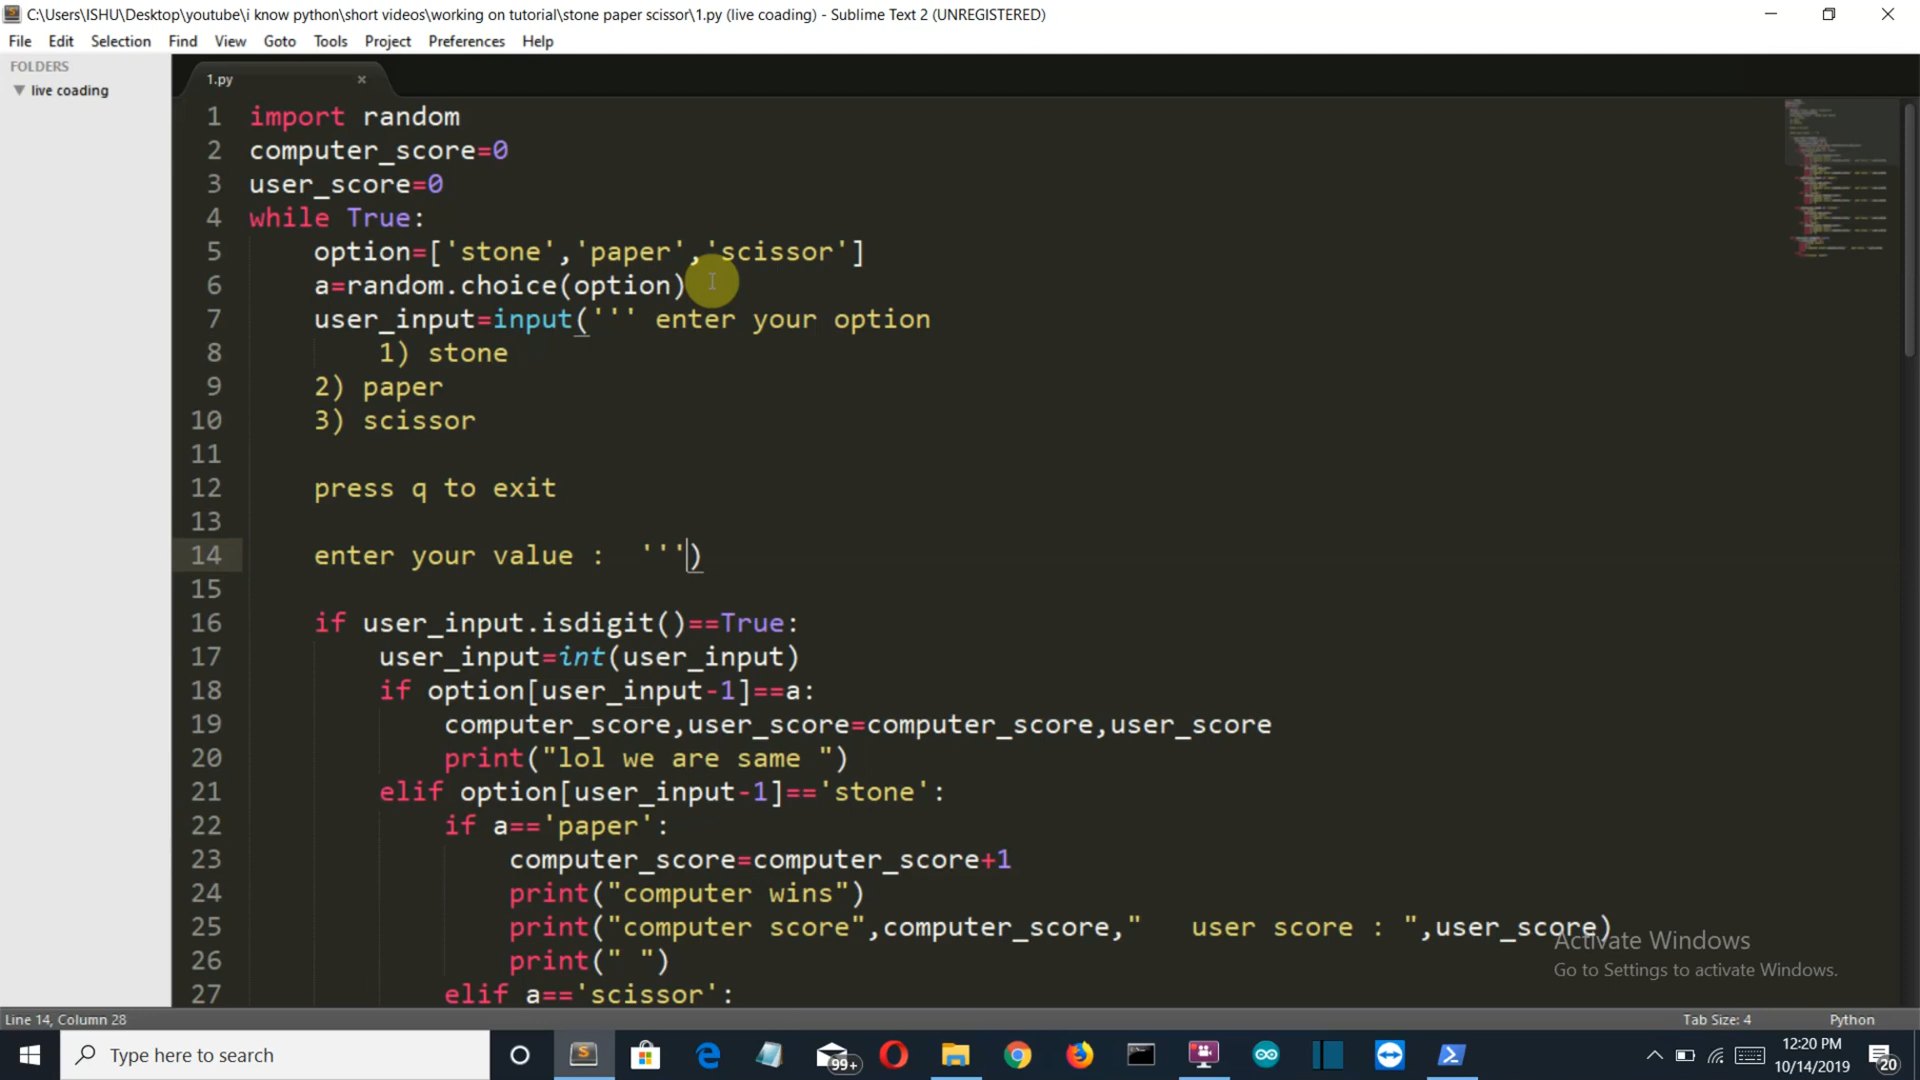 C:\Users\ISHU\Desktop\youtube\i know python\short videos\working on tutorial\stone paper scissor\1.py (live coading) - Sublime Text 2 (UNREGISTERED)
File Edit Selection Find View Goto Tools Project Preferences Help
FOLDERS
live coading
1.py
1 import random
2 computer_score=0
3 user_score=0
4 while True:
5 option=['stone','paper','scissor']
6 a=random.choice(option)
7 user_input=input(''' enter your option
8 1) stone
9 2) paper
10 3) scissor
11
12 press q to exit
13
14 enter your value :  ''')
15
16 if user_input.isdigit()==True:
17 user_input=int(user_input)
18 if option[user_input-1]==a:
19 computer_score,user_score=computer_score,user_score
20 print("lol we are same ")
21 elif option[user_input-1]=='stone':
22 if a=='paper':
23 computer_score=computer_score+1
24 print("computer wins")
25 print("computer score",computer_score,"   user score : ",user_score)
26 print(" ")
27 elif a=='scissor':
Activate Windows
Go to Settings to activate Windows.
Line 14, Column 28
Tab Size: 4
Python
Type here to search
99+
12:20 PM
10/14/2019
20